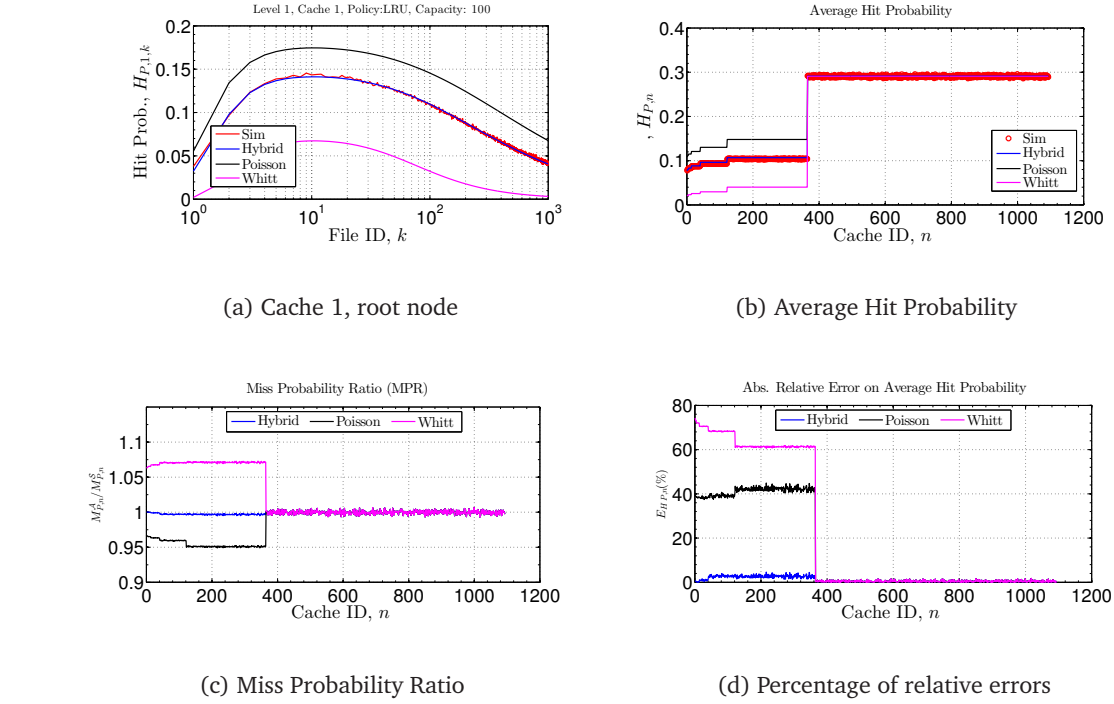 Level 1, Cache 1, Policy:LRU, Capacity: 100
Hit Prob., H_{P,1,k}
0.2
0.15
0.1
0.05
0
Sim
Hybrid
Poisson
Whitt
10^0 10^1 10^2 10^3
File ID, k
(a) Cache 1, root node
Average Hit Probability
, H_{P,n}
0.4
0.3
0.2
0.1
0
Sim
Hybrid
Poisson
Whitt
0 200 400 600 800 1000 1200
Cache ID, n
(b) Average Hit Probability
Miss Probability Ratio (MPR)
Hybrid Poisson Whitt
M^A_{P,n}/M^S_{P,n}
1.1
1.05
1
0.95
0.9
0 200 400 600 800 1000 1200
Cache ID, n
(c) Miss Probability Ratio
Abs. Relative Error on Average Hit Probability
Hybrid Poisson Whitt
E_{H P,n}(%)
80
60
40
20
0
0 200 400 600 800 1000 1200
Cache ID, n
(d) Percentage of relative errors